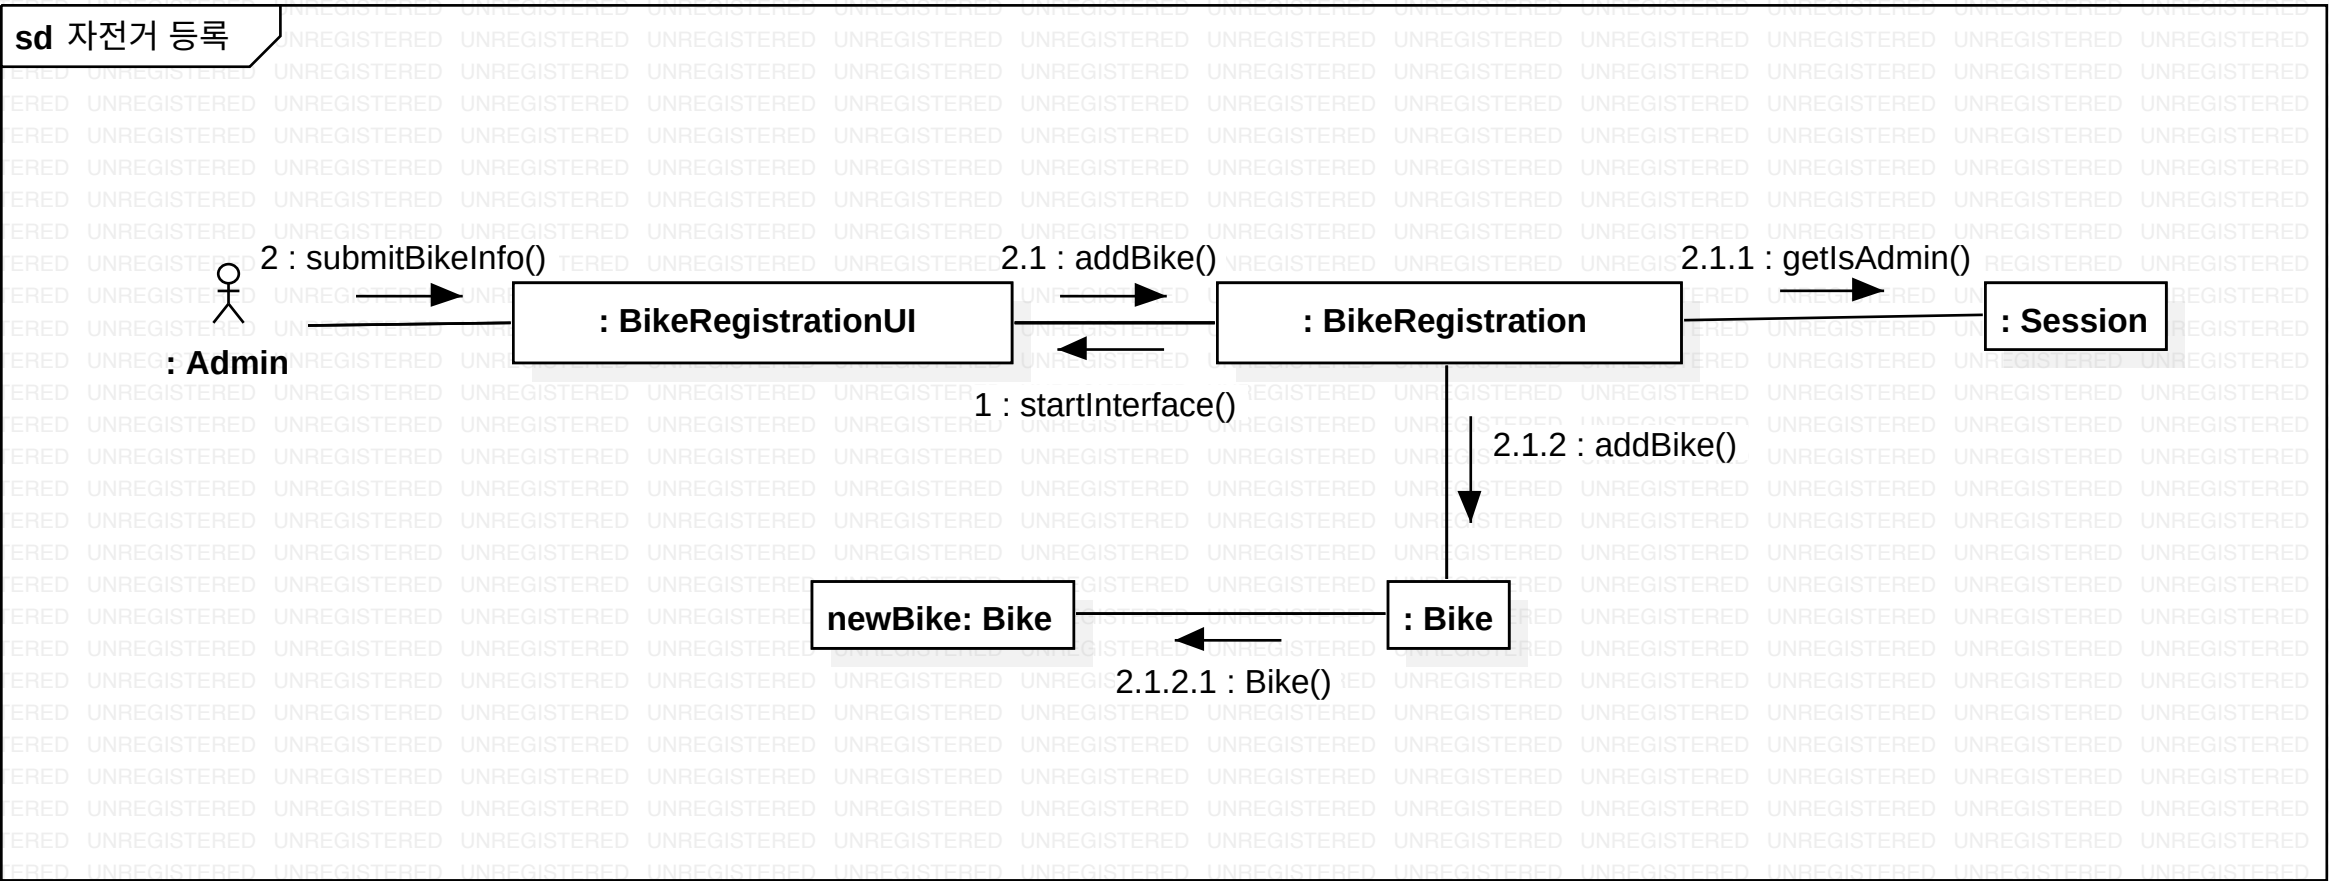 sd 자전거 등록
2 : submitBikeInfo()
2.1 : addBike()
2.1.1 : getIsAdmin()
: BikeRegistrationUI
: BikeRegistration
: Session
: Admin
1 : startInterface()
2.1.2 : addBike()
newBike: Bike
: Bike
2.1.2.1 : Bike()
UNREGISTERED